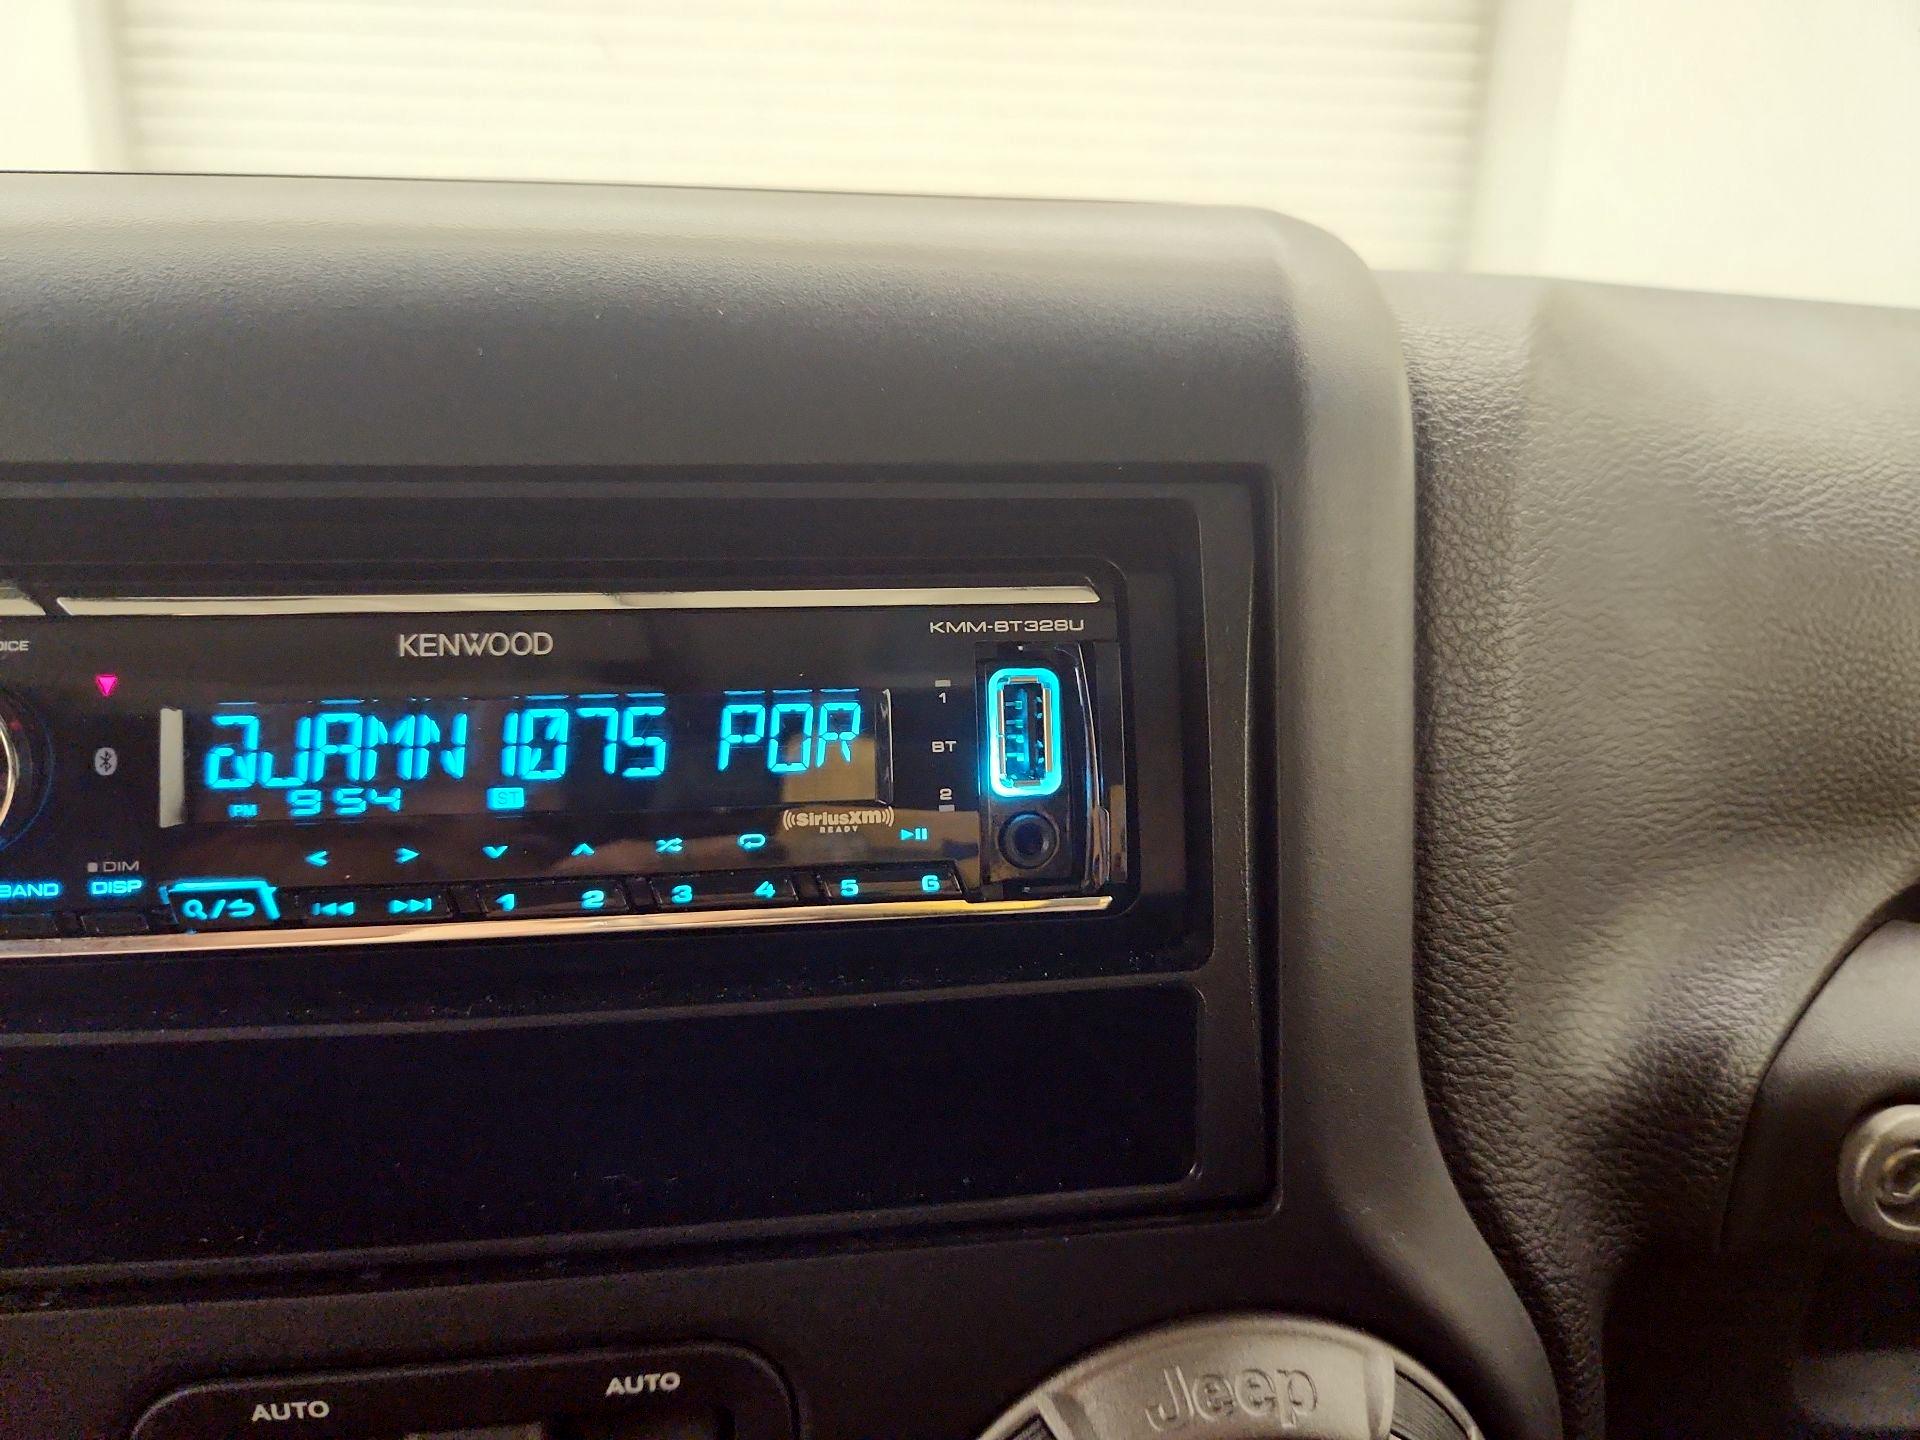 KENWOOD
KMM-BT328U
@JAMN 1075 POR
PM 9:54 ST
1
BT
2
((SiriusXm))
READY
DIM
BAND DISP
1 2 3 4 5 6
AUTO AUTO
Jeep